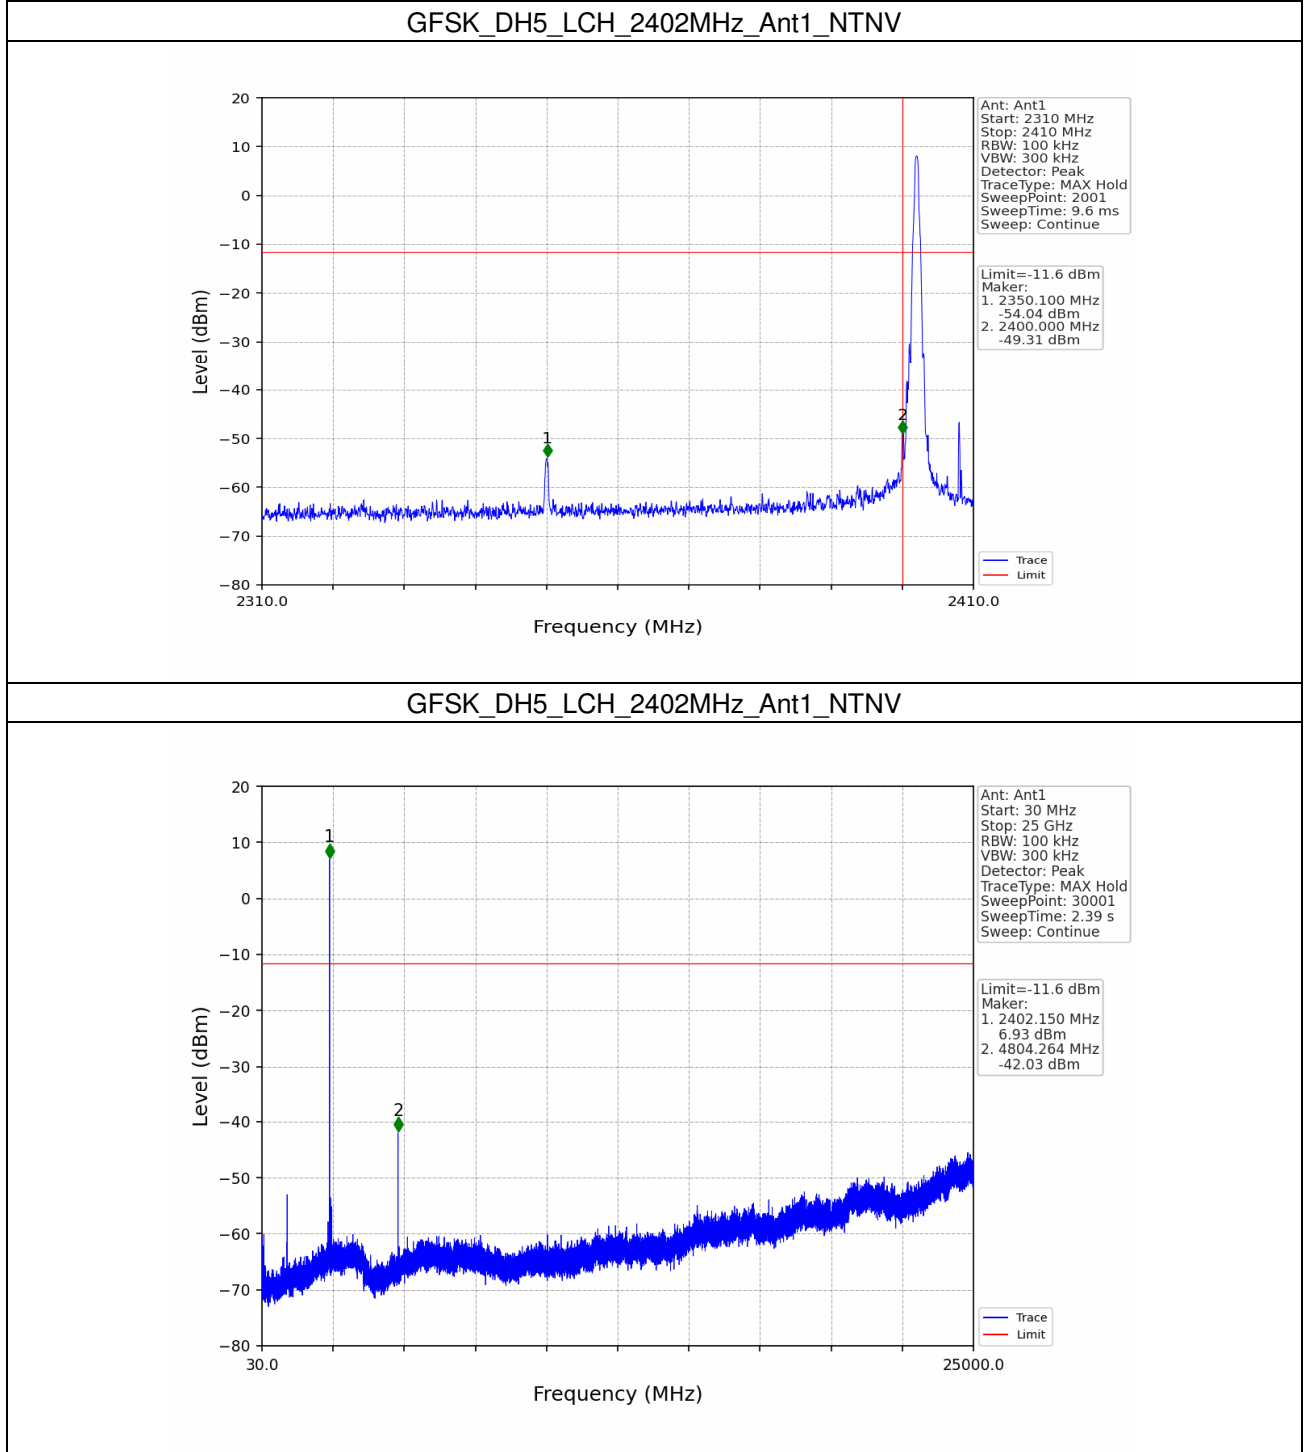 GFSK_DH5_LCH_2402MHz_Ant1_NTNV
20
10
0
−10
−20
−30
−40
−50
−60
−70
−80
Level (dBm)
1
2
2310.0
2410.0
Frequency (MHz)
Ant: Ant1
Start: 2310 MHz
Stop: 2410 MHz
RBW: 100 kHz
VBW: 300 kHz
Detector: Peak
TraceType: MAX Hold
SweepPoint: 2001
SweepTime: 9.6 ms
Sweep: Continue
Limit=-11.6 dBm
Maker:
1. 2350.100 MHz
-54.04 dBm
2. 2400.000 MHz
-49.31 dBm
Trace
Limit
GFSK_DH5_LCH_2402MHz_Ant1_NTNV
20
10
0
−10
−20
−30
−40
−50
−60
−70
−80
Level (dBm)
1
2
30.0
25000.0
Frequency (MHz)
Ant: Ant1
Start: 30 MHz
Stop: 25 GHz
RBW: 100 kHz
VBW: 300 kHz
Detector: Peak
TraceType: MAX Hold
SweepPoint: 30001
SweepTime: 2.39 s
Sweep: Continue
Limit=-11.6 dBm
Maker:
1. 2402.150 MHz
6.93 dBm
2. 4804.264 MHz
-42.03 dBm
Trace
Limit